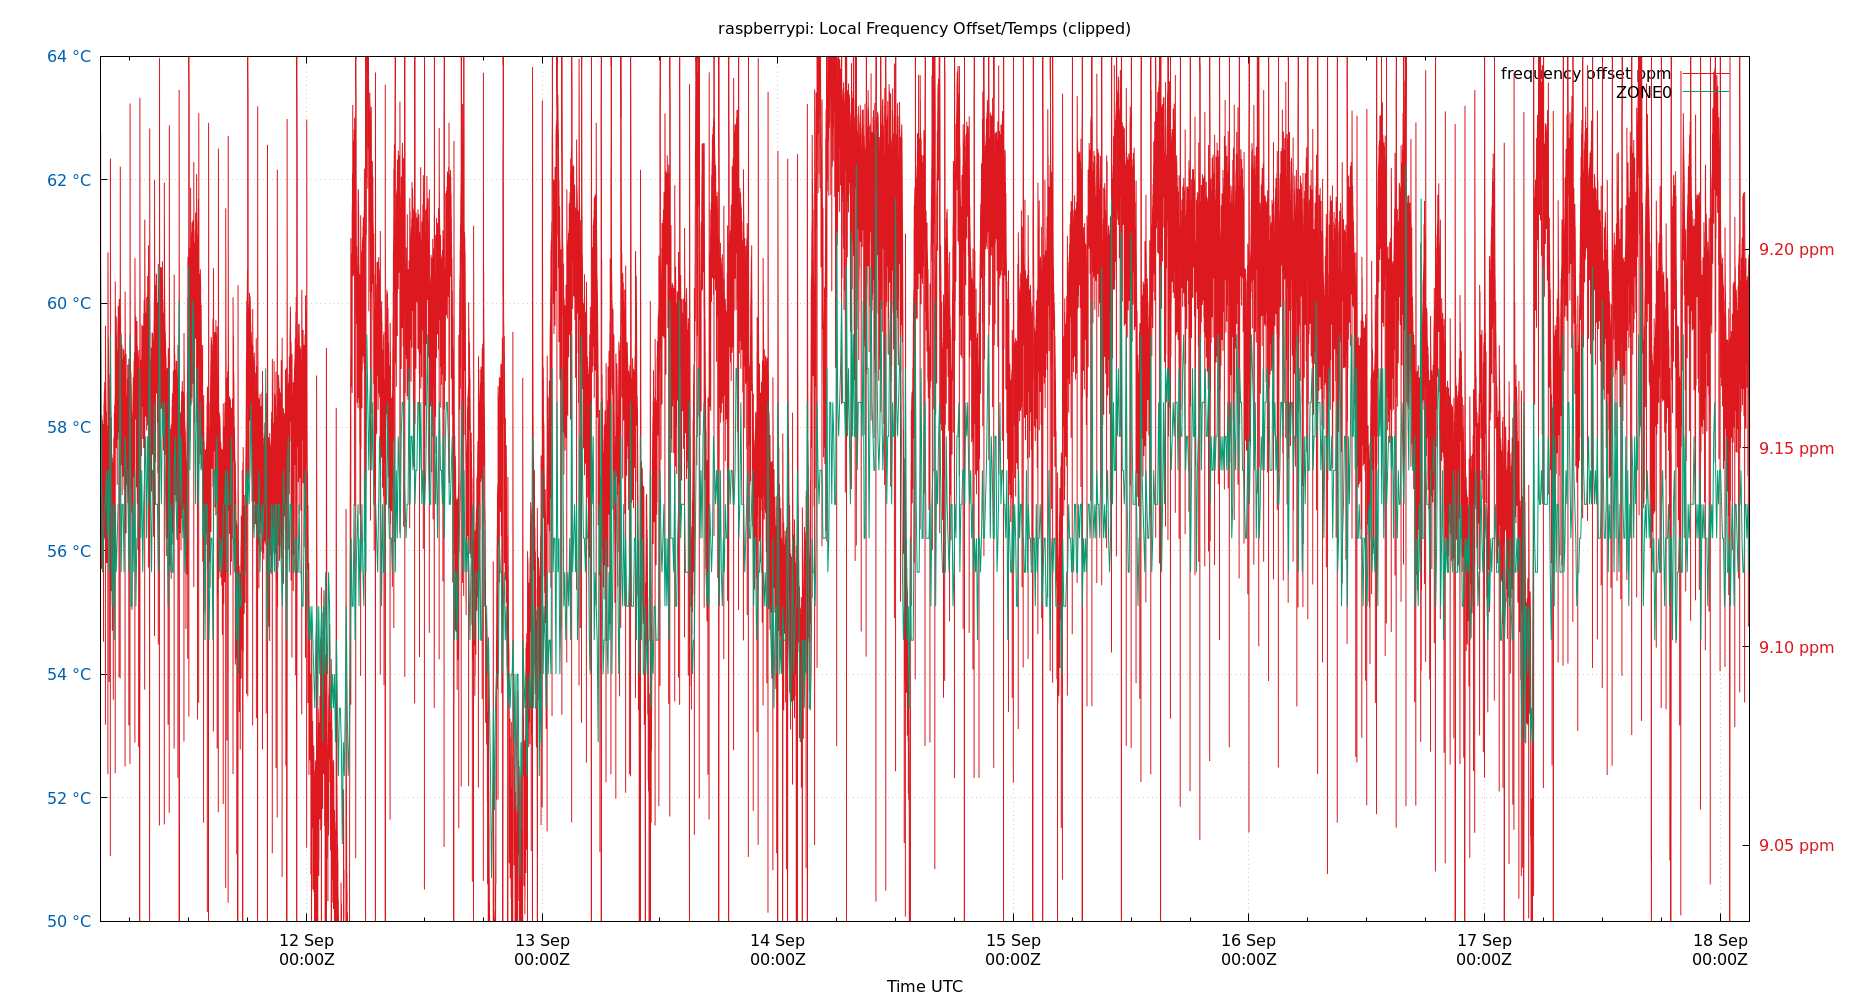 raspberrypi: Local Frequency Offset/Temps (clipped)
64 °C
62 °C
60 °C
58 °C
56 °C
54 °C
52 °C
50 °C
frequency offset ppm
ZONE0
9.20 ppm
9.15 ppm
9.10 ppm
9.05 ppm
12 Sep
00:00Z
13 Sep
00:00Z
14 Sep
00:00Z
15 Sep
00:00Z
16 Sep
00:00Z
17 Sep
00:00Z
18 Sep
00:00Z
Time UTC